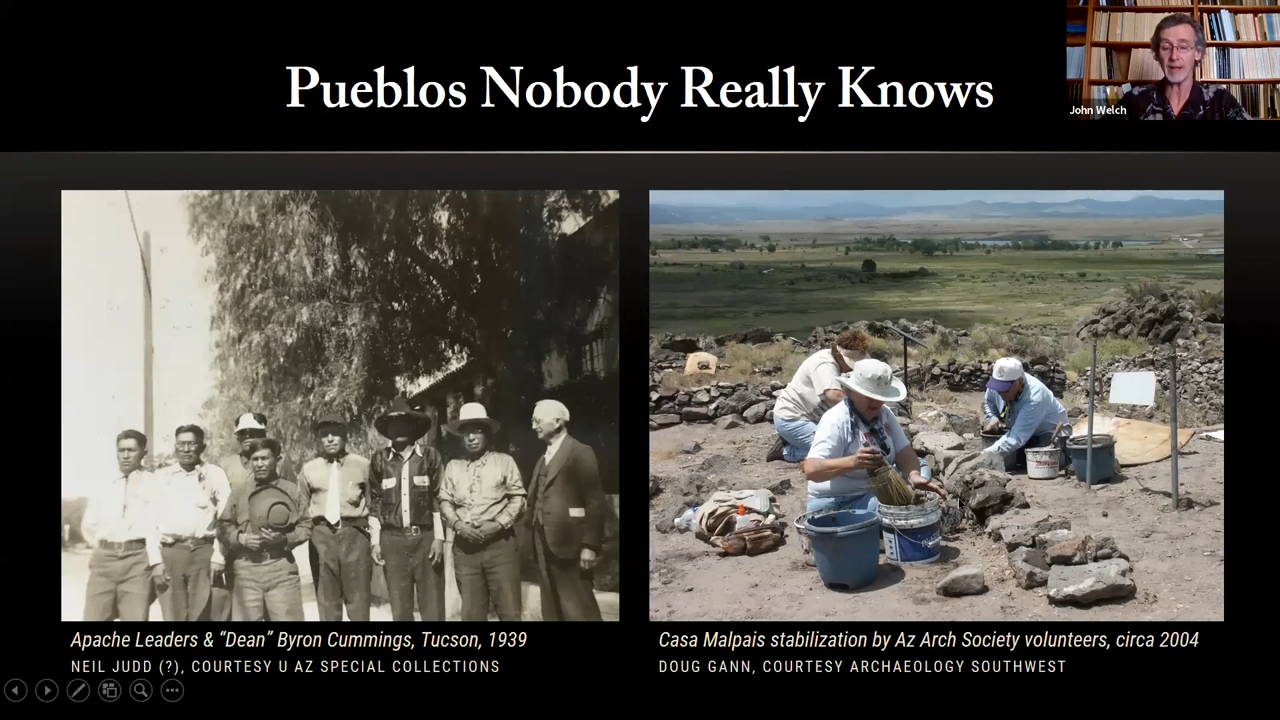 Pueblos Nobody Really Knows
John Welch
Apache Leaders & “Dean” Byron Cummings, Tucson, 1939
NEIL JUDD (?), COURTESY U AZ SPECIAL COLLECTIONS
Casa Malpais stabilization by Az Arch Society volunteers, circa 2004
DOUG GANN, COURTESY ARCHAEOLOGY SOUTHWEST